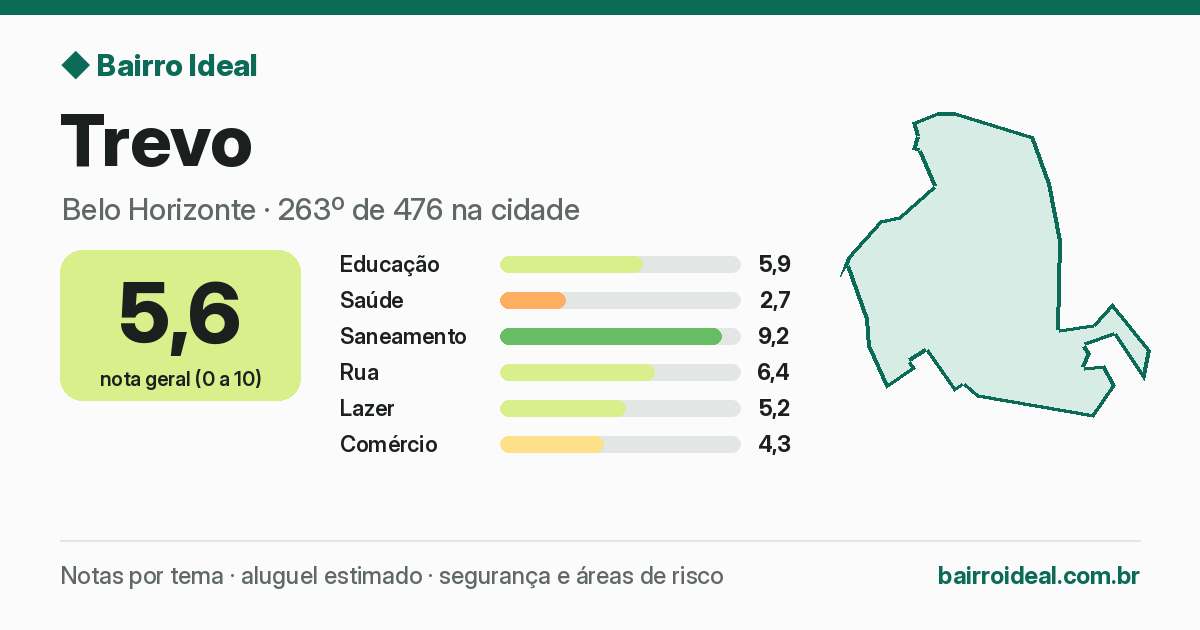 Bairro Ideal
Trevo
Belo Horizonte · 263º de 476 na cidade
5,6
nota geral (0 a 10)
Educação 5,9
Saúde 2,7
Saneamento 9,2
Rua 6,4
Lazer 5,2
Comércio 4,3
Notas por tema · aluguel estimado · segurança e áreas de risco
bairroideal.com.br